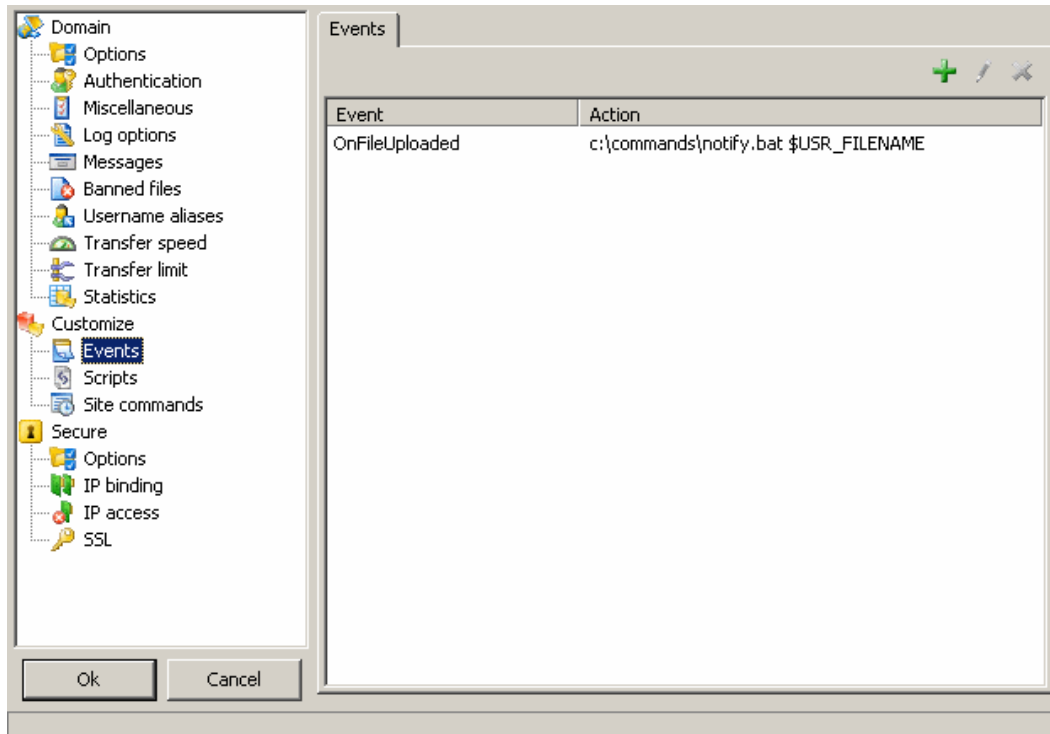 Domain
Options
Authentication
Miscellaneous
Log options
Messages
Banned files
Username aliases
Transfer speed
Transfer limit
Statistics
Customize
Events
Scripts
Site commands
Secure
Options
IP binding
IP access
SSL
Ok Cancel
Events
Event Action
OnFileUploaded c:\commands\notify.bat $USR_FILENAME